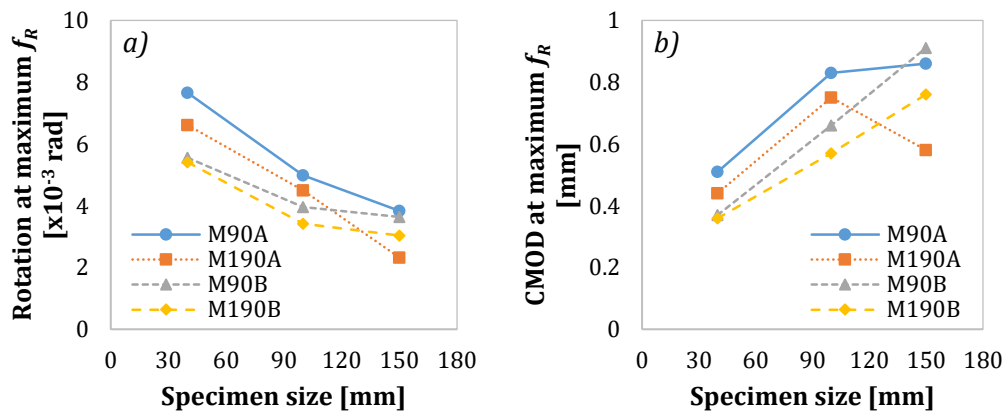 Rotation at maximum f_R
[x10⁻³ rad]
10
8
6
4
2
0
a)
M90A
M190A
M90B
M190B
0 30 60 90 120 150 180
Specimen size [mm]
CMOD at maximum f_R
[mm]
1
0.8
0.6
0.4
0.2
0
b)
M90A
M190A
M90B
M190B
0 30 60 90 120 150 180
Specimen size [mm]